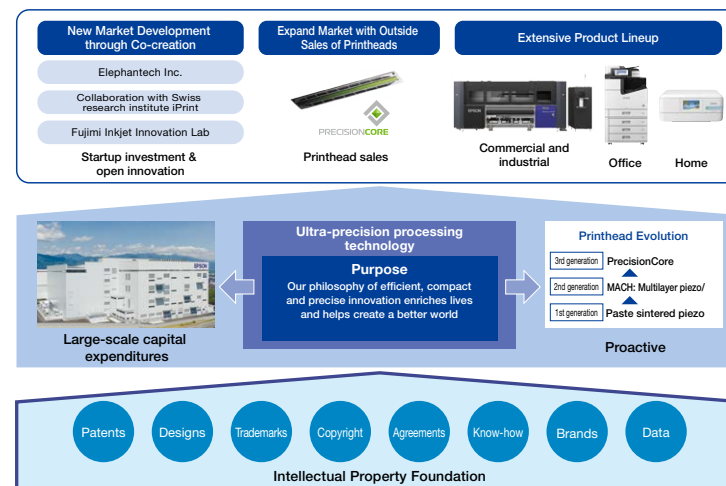 New Market Development
through Co-creation
Elephantech Inc.
Collaboration with Swiss
research institute iPrint
Fujimi Inkjet Innovation Lab
Startup investment &
open innovation
Expand Market with Outside
Sales of Printheads
PRECISIONCORE
Printhead sales
Extensive Product Lineup
EPSON
Commercial and
industrial
Office
Home
EPSON
Large-scale capital
expenditures
Ultra-precision processing
technology
Purpose
Our philosophy of efficient, compact
and precise innovation enriches lives
and helps create a better world
Printhead Evolution
3rd generation PrecisionCore
2nd generation MACH: Multilayer piezo/
1st generation Paste sintered piezo
Proactive
Patents
Designs
Trademarks
Copyright
Agreements
Know-how
Brands
Data
Intellectual Property Foundation